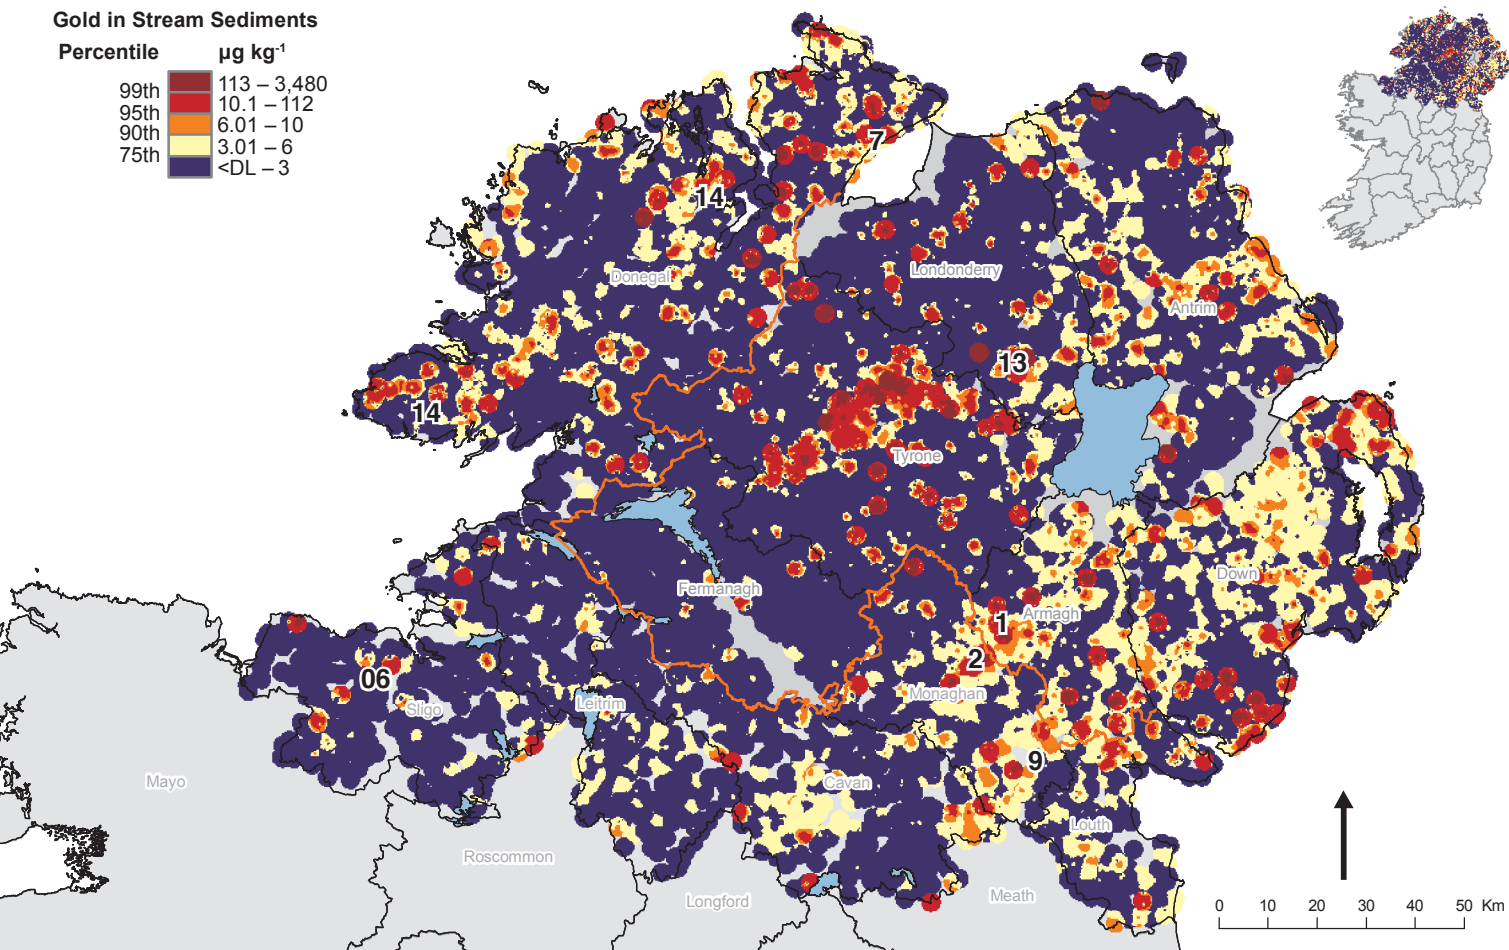 Gold in Stream Sediments
Percentile µg kg-1
99th 113 – 3,480
95th 10.1 – 112
90th 6.01 – 10
75th 3.01 – 6
<DL – 3
7
14
Donegal
Londonderry
Antrim
13
14
Tyrone
Down
Fermanagh
Armagh
1
2
06
Monaghan
Sligo
Leitrim
9
Mayo
Cavan
Louth
Roscommon
Meath
Longford
0 10 20 30 40 50 Km